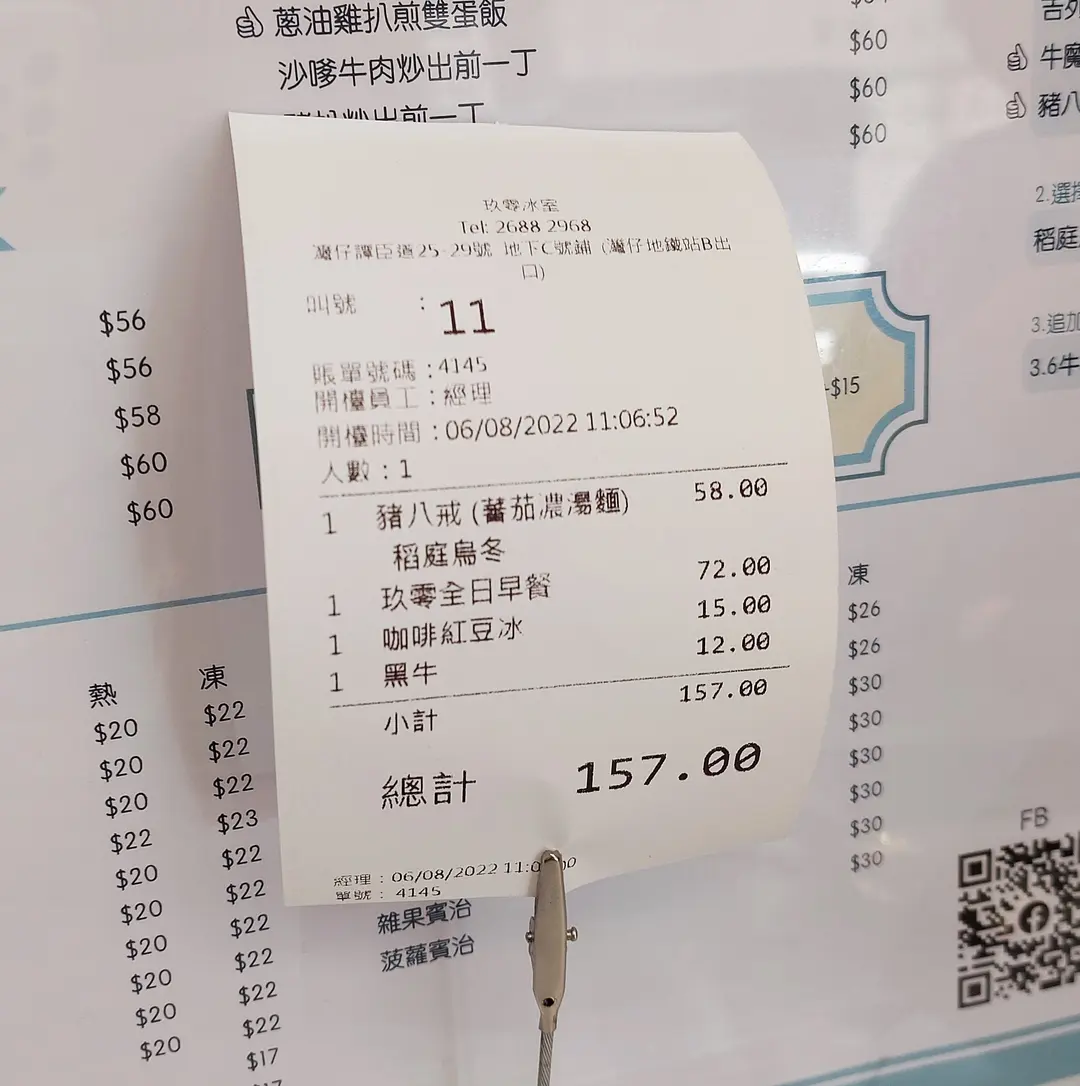 蔥油雞扒煎雙蛋飯
沙嗲牛肉炒出前一丁
炒出前一丁
$60
$60
$60
牛魔
豬八
2.選擇
稻庭
3.追加
3.6牛
-$15
$56
$56
$58
$60
$60
玖零冰室
Tel: 2688 2968
灣仔譚臣道25-29號 地下C號鋪 (灣仔地鐵站B出
口)
叫號 : 11
賬單號碼 : 4145
開檯員工 : 經理
開檯時間 : 06/08/2022 11:06:52
人數 : 1
1 豬八戒 (蕃茄濃湯麵) 58.00
稻庭烏冬
1 玖零全日早餐 72.00
1 咖啡紅豆冰 15.00
1 黑牛 12.00
小計 157.00
總計 157.00
經理 : 06/08/2022 11:0
單號 : 4145
雜果賓治
菠蘿賓治
熱 凍
$20 $22
$20 $22
$20 $22
$22 $23
$20 $22
$20 $22
$20 $22
$20 $22
$20 $22
$20 $22
$17
凍
$26
$26
$30
$30
$30
$30
$30
$30
FB